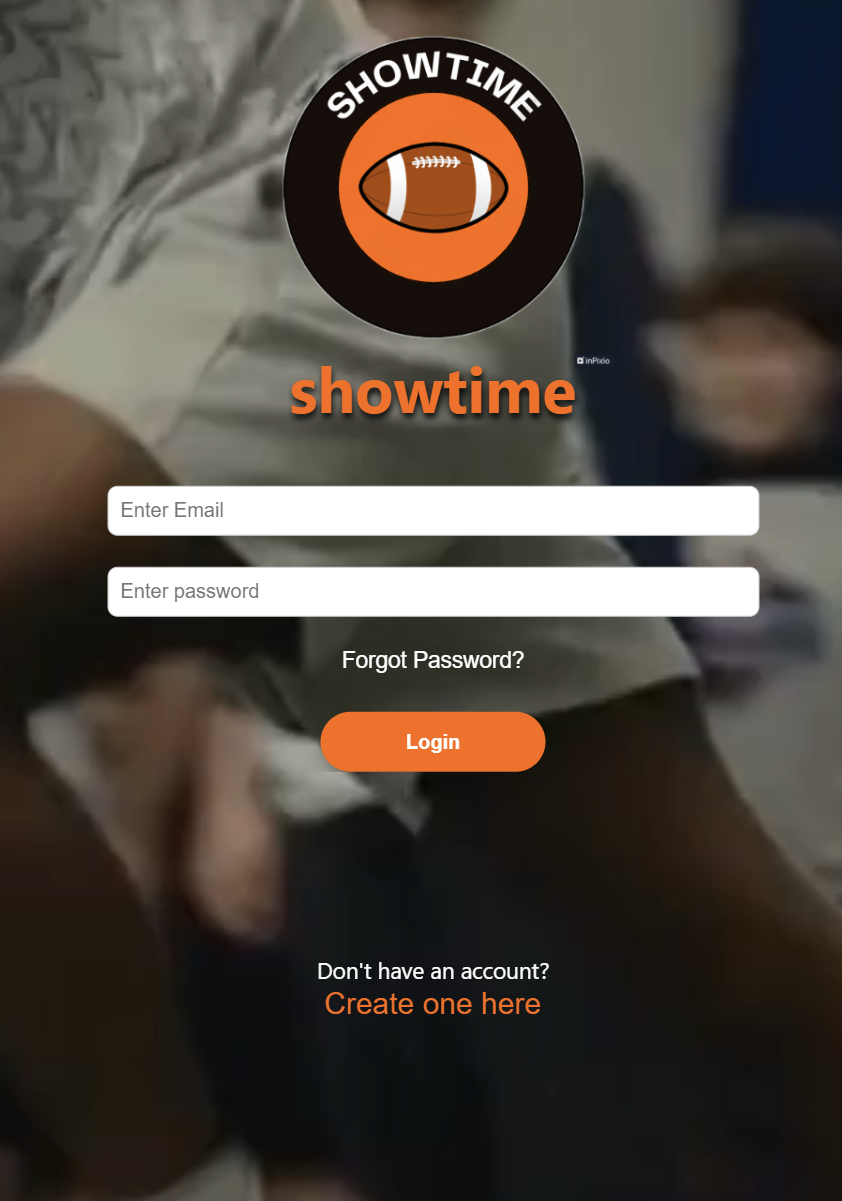 SHOWTIME
inPixio
showtime
Enter Email
Enter password
Forgot Password?
Login
Don't have an account?
Create one here